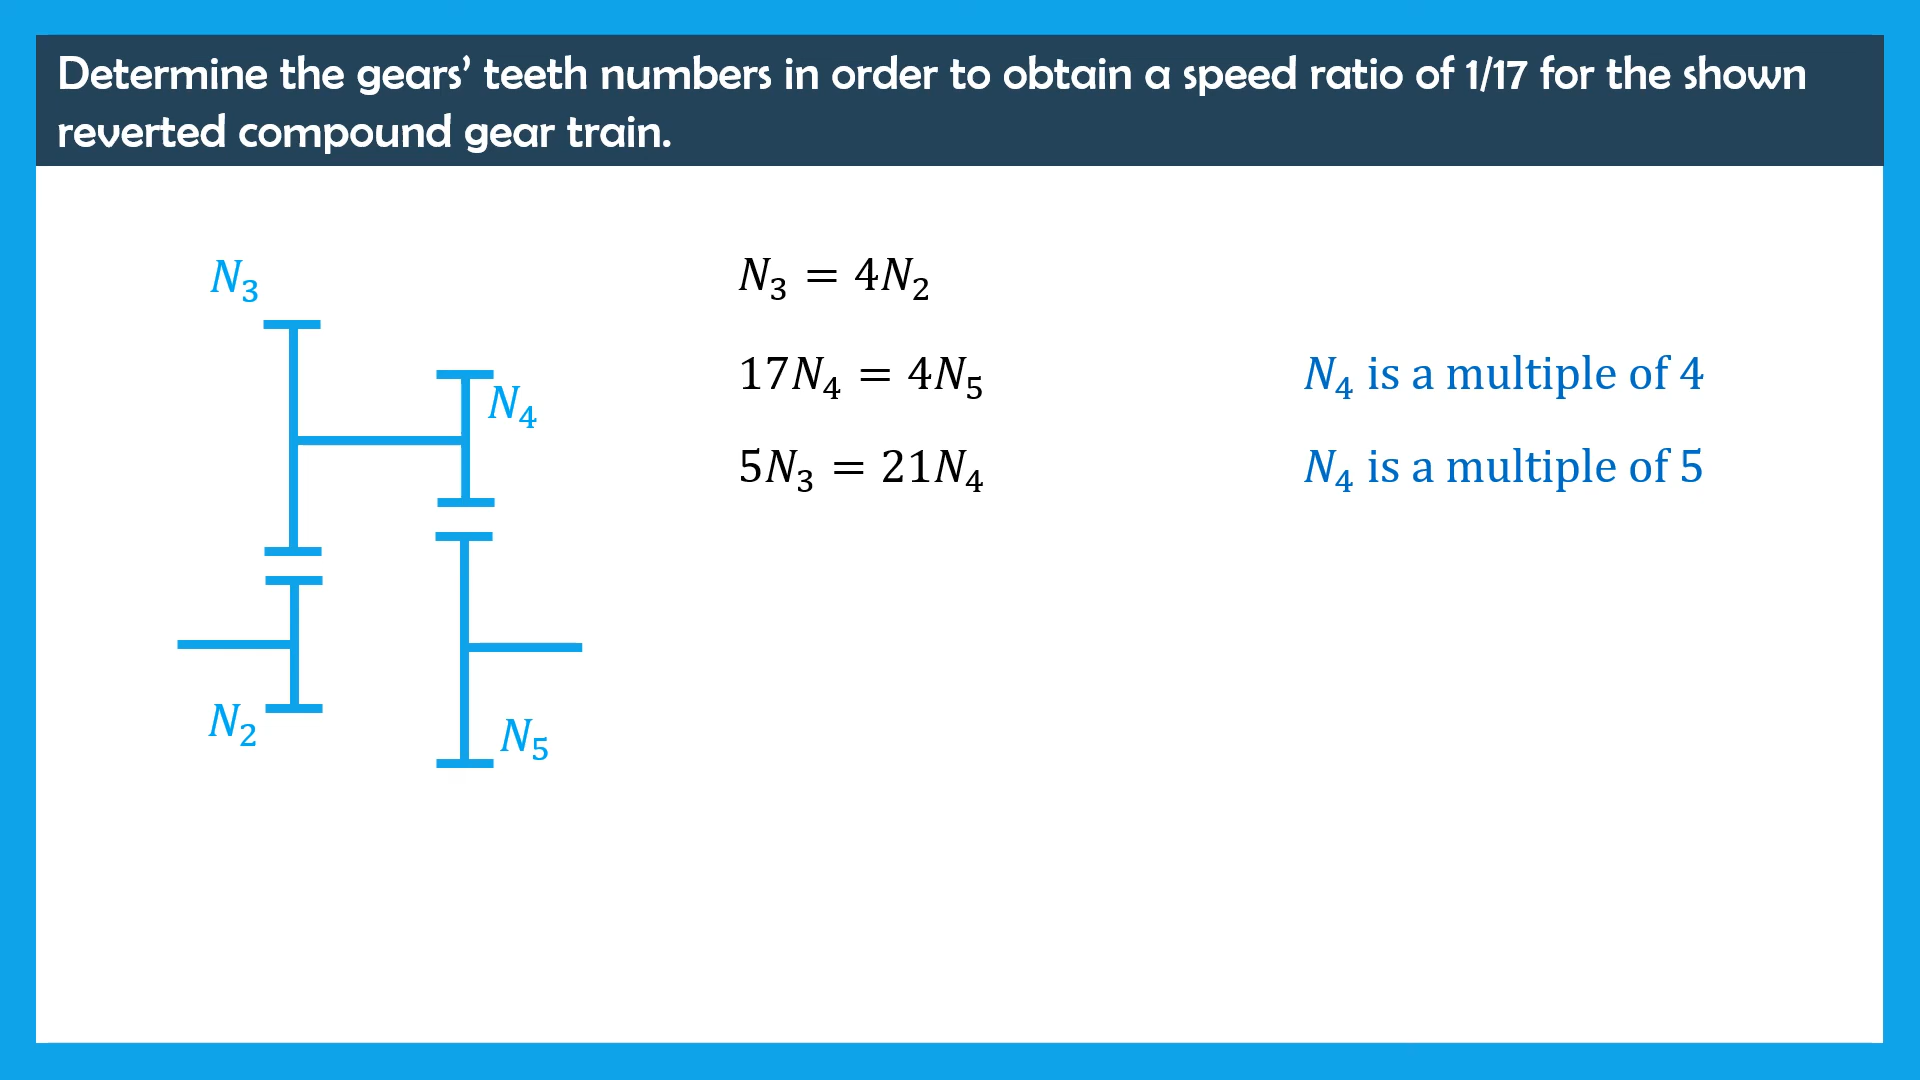 Determine the gears’ teeth numbers in order to obtain a speed ratio of 1/17 for the shown
reverted compound gear train.
N₃
N₄
N₂
N₅
N₃ = 4N₂
17N₄ = 4N₅
N₄ is a multiple of 4
5N₃ = 21N₄
N₄ is a multiple of 5